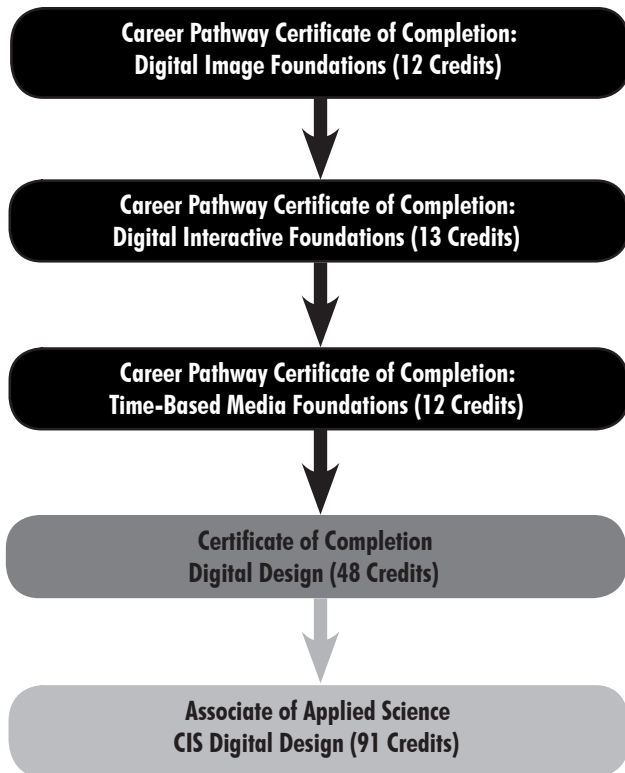 Career Pathway Certificate of Completion:
Digital Image Foundations (12 Credits)
Career Pathway Certificate of Completion:
Digital Interactive Foundations (13 Credits)
Career Pathway Certificate of Completion:
Time-Based Media Foundations (12 Credits)
Certificate of Completion
Digital Design (48 Credits)
Associate of Applied Science
CIS Digital Design (91 Credits)